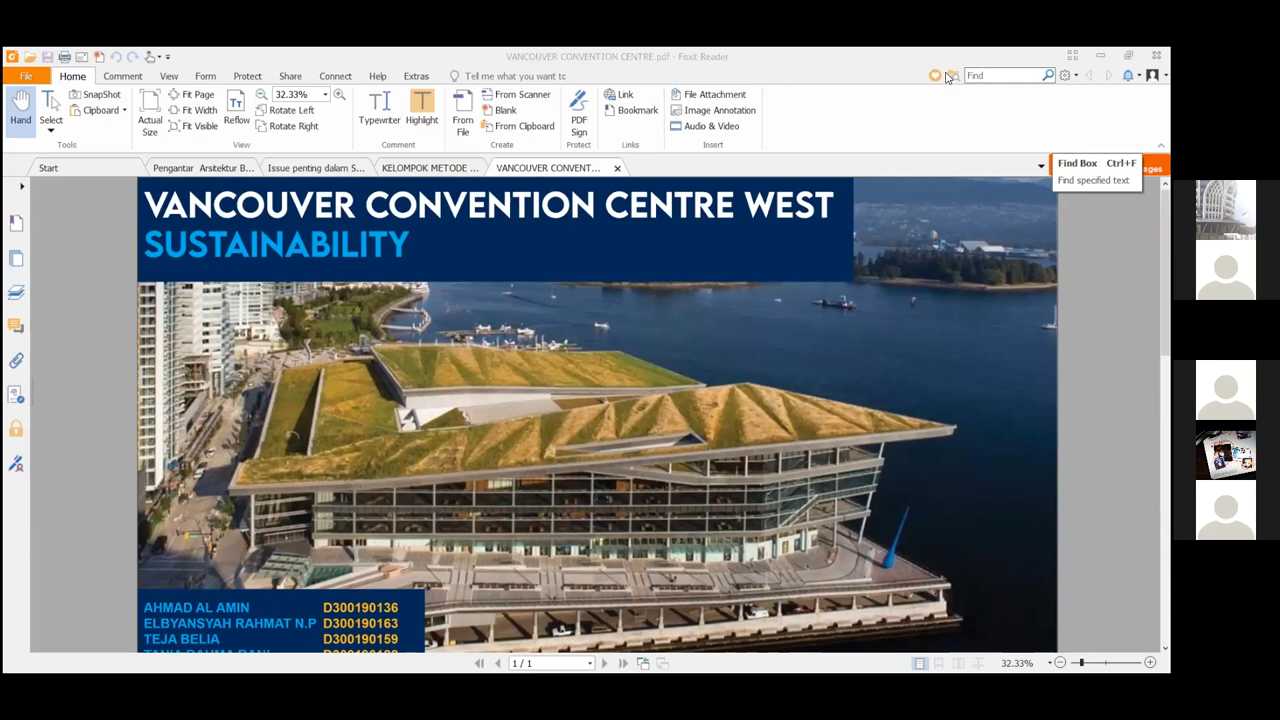 VANCOUVER CONVENTION CENTRE.pdf - Foxit Reader
File Home Comment View Form Protect Share Connect Help Extras Tell me what you want to Find
SnapShot Fit Page 32.33% From Scanner Link File Attachment
Clipboard Fit Width Rotate Left Blank Bookmark Image Annotation
Fit Visible Rotate Right From Clipboard Audio & Video
Hand Select Actual Size Reflow Typewriter Highlight From File PDF Sign
Tools View Comment Create Protect Links Insert
Start Pengantar Arsitektur B... Issue penting dalam S... KELOMPOK METODE ... VANCOUVER CONVENT...
Find Box Ctrl+F
Find specified text
VANCOUVER CONVENTION CENTRE WEST
SUSTAINABILITY
AHMAD AL AMIN D300190136
ELBYANSYAH RAHMAT N.P D300190163
TEJA BELIA D300190159
1 / 1 32.33%